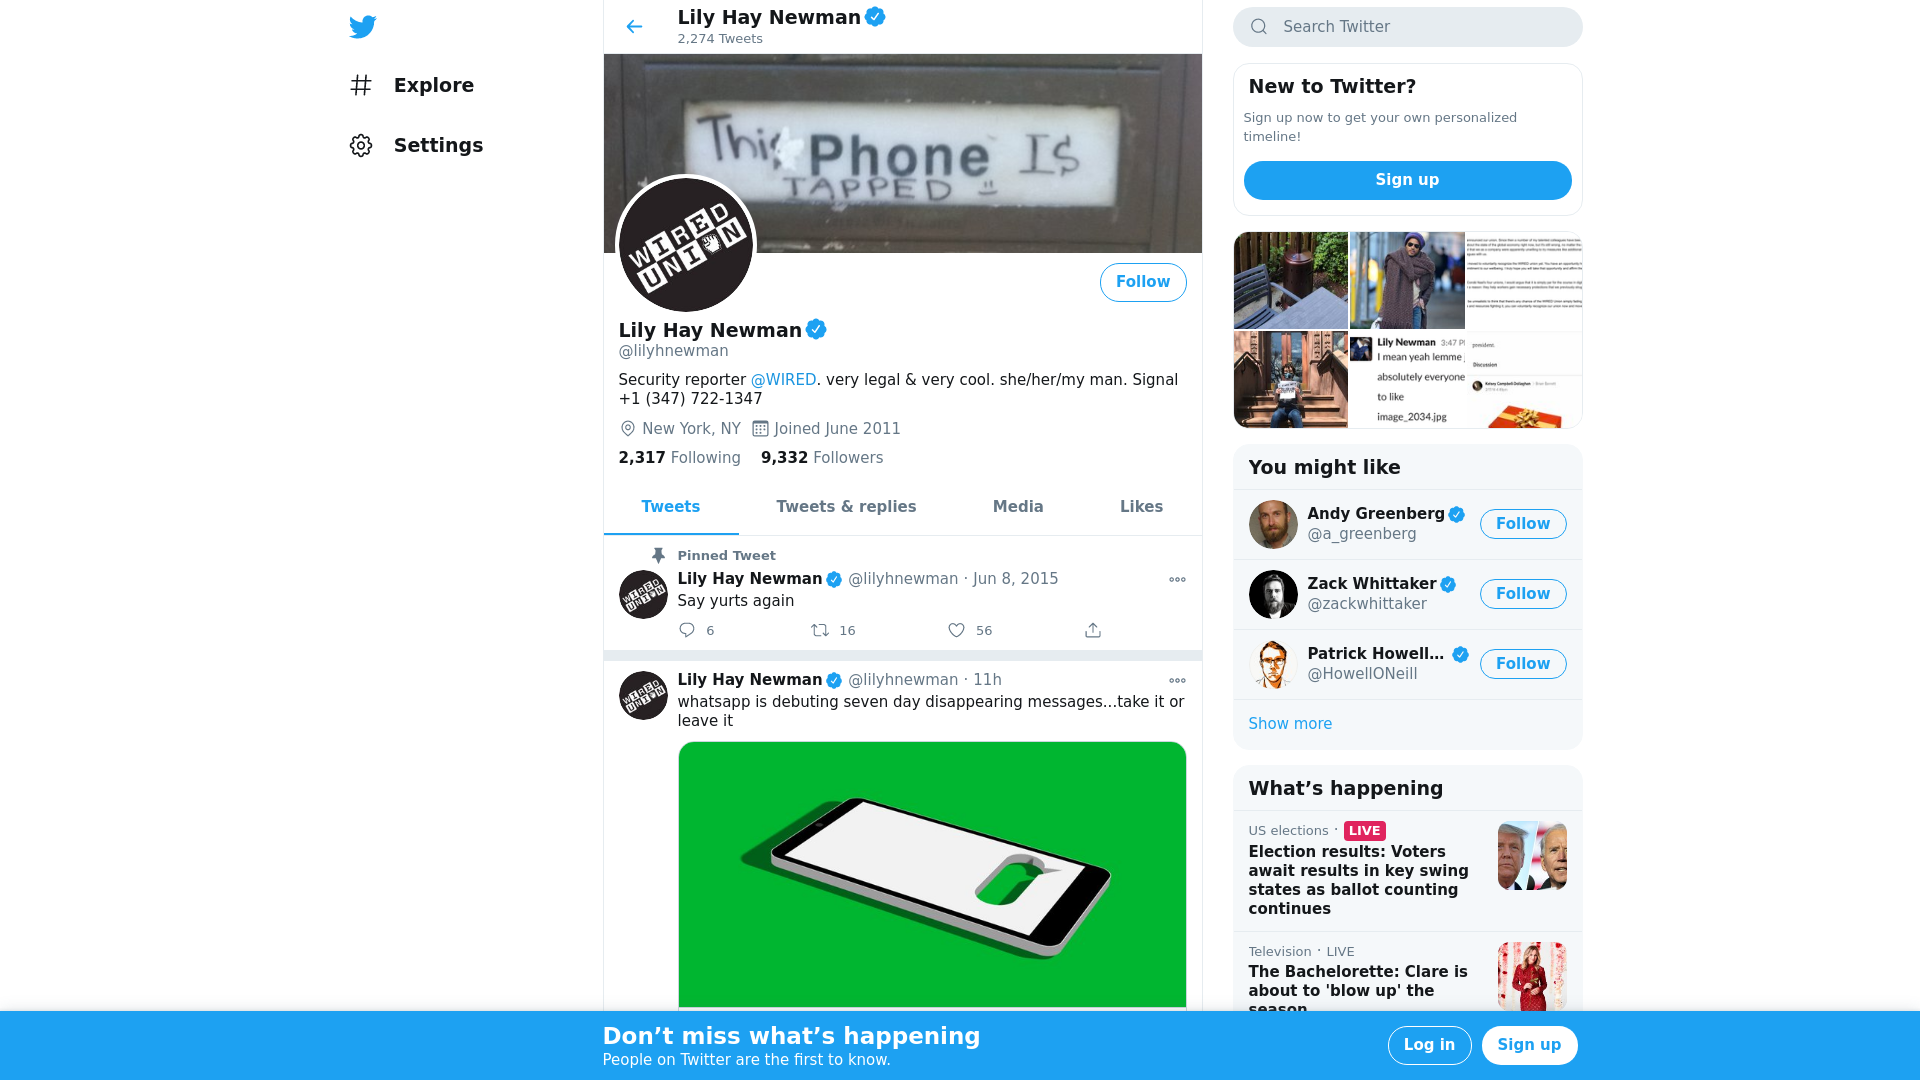 Lily Hay Newman
2,274 Tweets
Explore
Settings
This Phone Is
TAPPED
WIRED
UNION
Follow
Lily Hay Newman
@lilyhnewman
Security reporter @WIRED. very legal & very cool. she/her/my man. Signal
+1 (347) 722-1347
New York, NY Joined June 2011
2,317 Following 9,332 Followers
Tweets Tweets & replies Media Likes
Pinned Tweet
WIRED
UNION
Lily Hay Newman @lilyhnewman · Jun 8, 2015
Say yurts again
6 16 56
WIRED
UNION
Lily Hay Newman @lilyhnewman · 11h
whatsapp is debuting seven day disappearing messages...take it or
leave it
Search Twitter
New to Twitter?
Sign up now to get your own personalized
timeline!
Sign up
Lily Newman 3:47
I mean yeah lemme
absolutely everyone
to like
image_2034.jpg
president.
Discussion
You might like
Andy Greenberg
@a_greenberg
Follow
Zack Whittaker
@zackwhittaker
Follow
Patrick Howell...
@HowellONeill
Follow
Show more
What’s happening
US elections · LIVE
Election results: Voters
await results in key swing
states as ballot counting
continues
Television · LIVE
The Bachelorette: Clare is
about to 'blow up' the
season
Don’t miss what’s happening
People on Twitter are the first to know.
Log in
Sign up